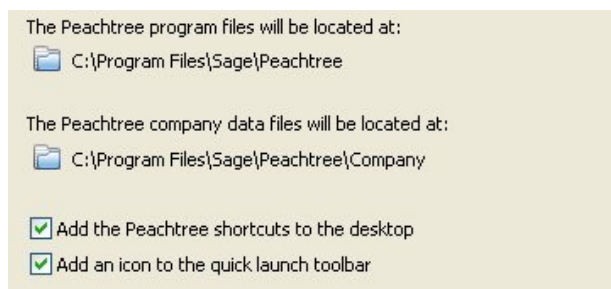 The Peachtree program files will be located at:
C:\Program Files\Sage\Peachtree
The Peachtree company data files will be located at:
C:\Program Files\Sage\Peachtree\Company
Add the Peachtree shortcuts to the desktop
Add an icon to the quick launch toolbar